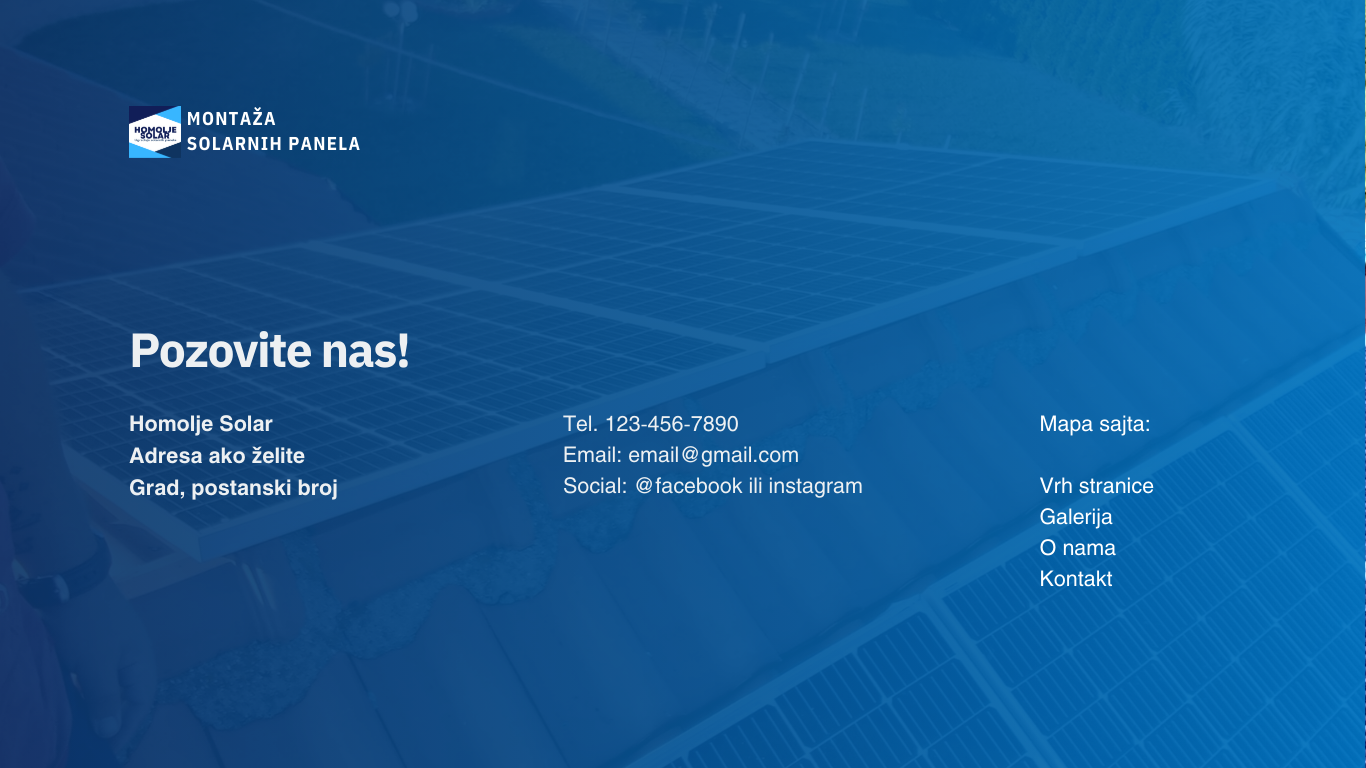 HOMOLJE
SOLAR
MONTAŽA
SOLARNIH PANELA
Pozovite nas!
Homolje Solar
Adresa ako želite
Grad, postanski broj
Tel. 123-456-7890
Email: email@gmail.com
Social: @facebook ili instagram
Mapa sajta:
Vrh stranice
Galerija
O nama
Kontakt